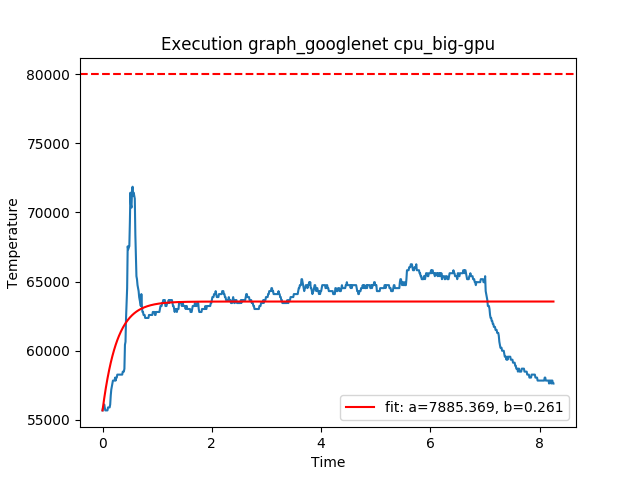 Execution graph_googlenet cpu_big-gpu
80000
75000
70000
65000
60000
55000
Temperature
0
2
4
6
8
Time
fit: a=7885.369, b=0.261